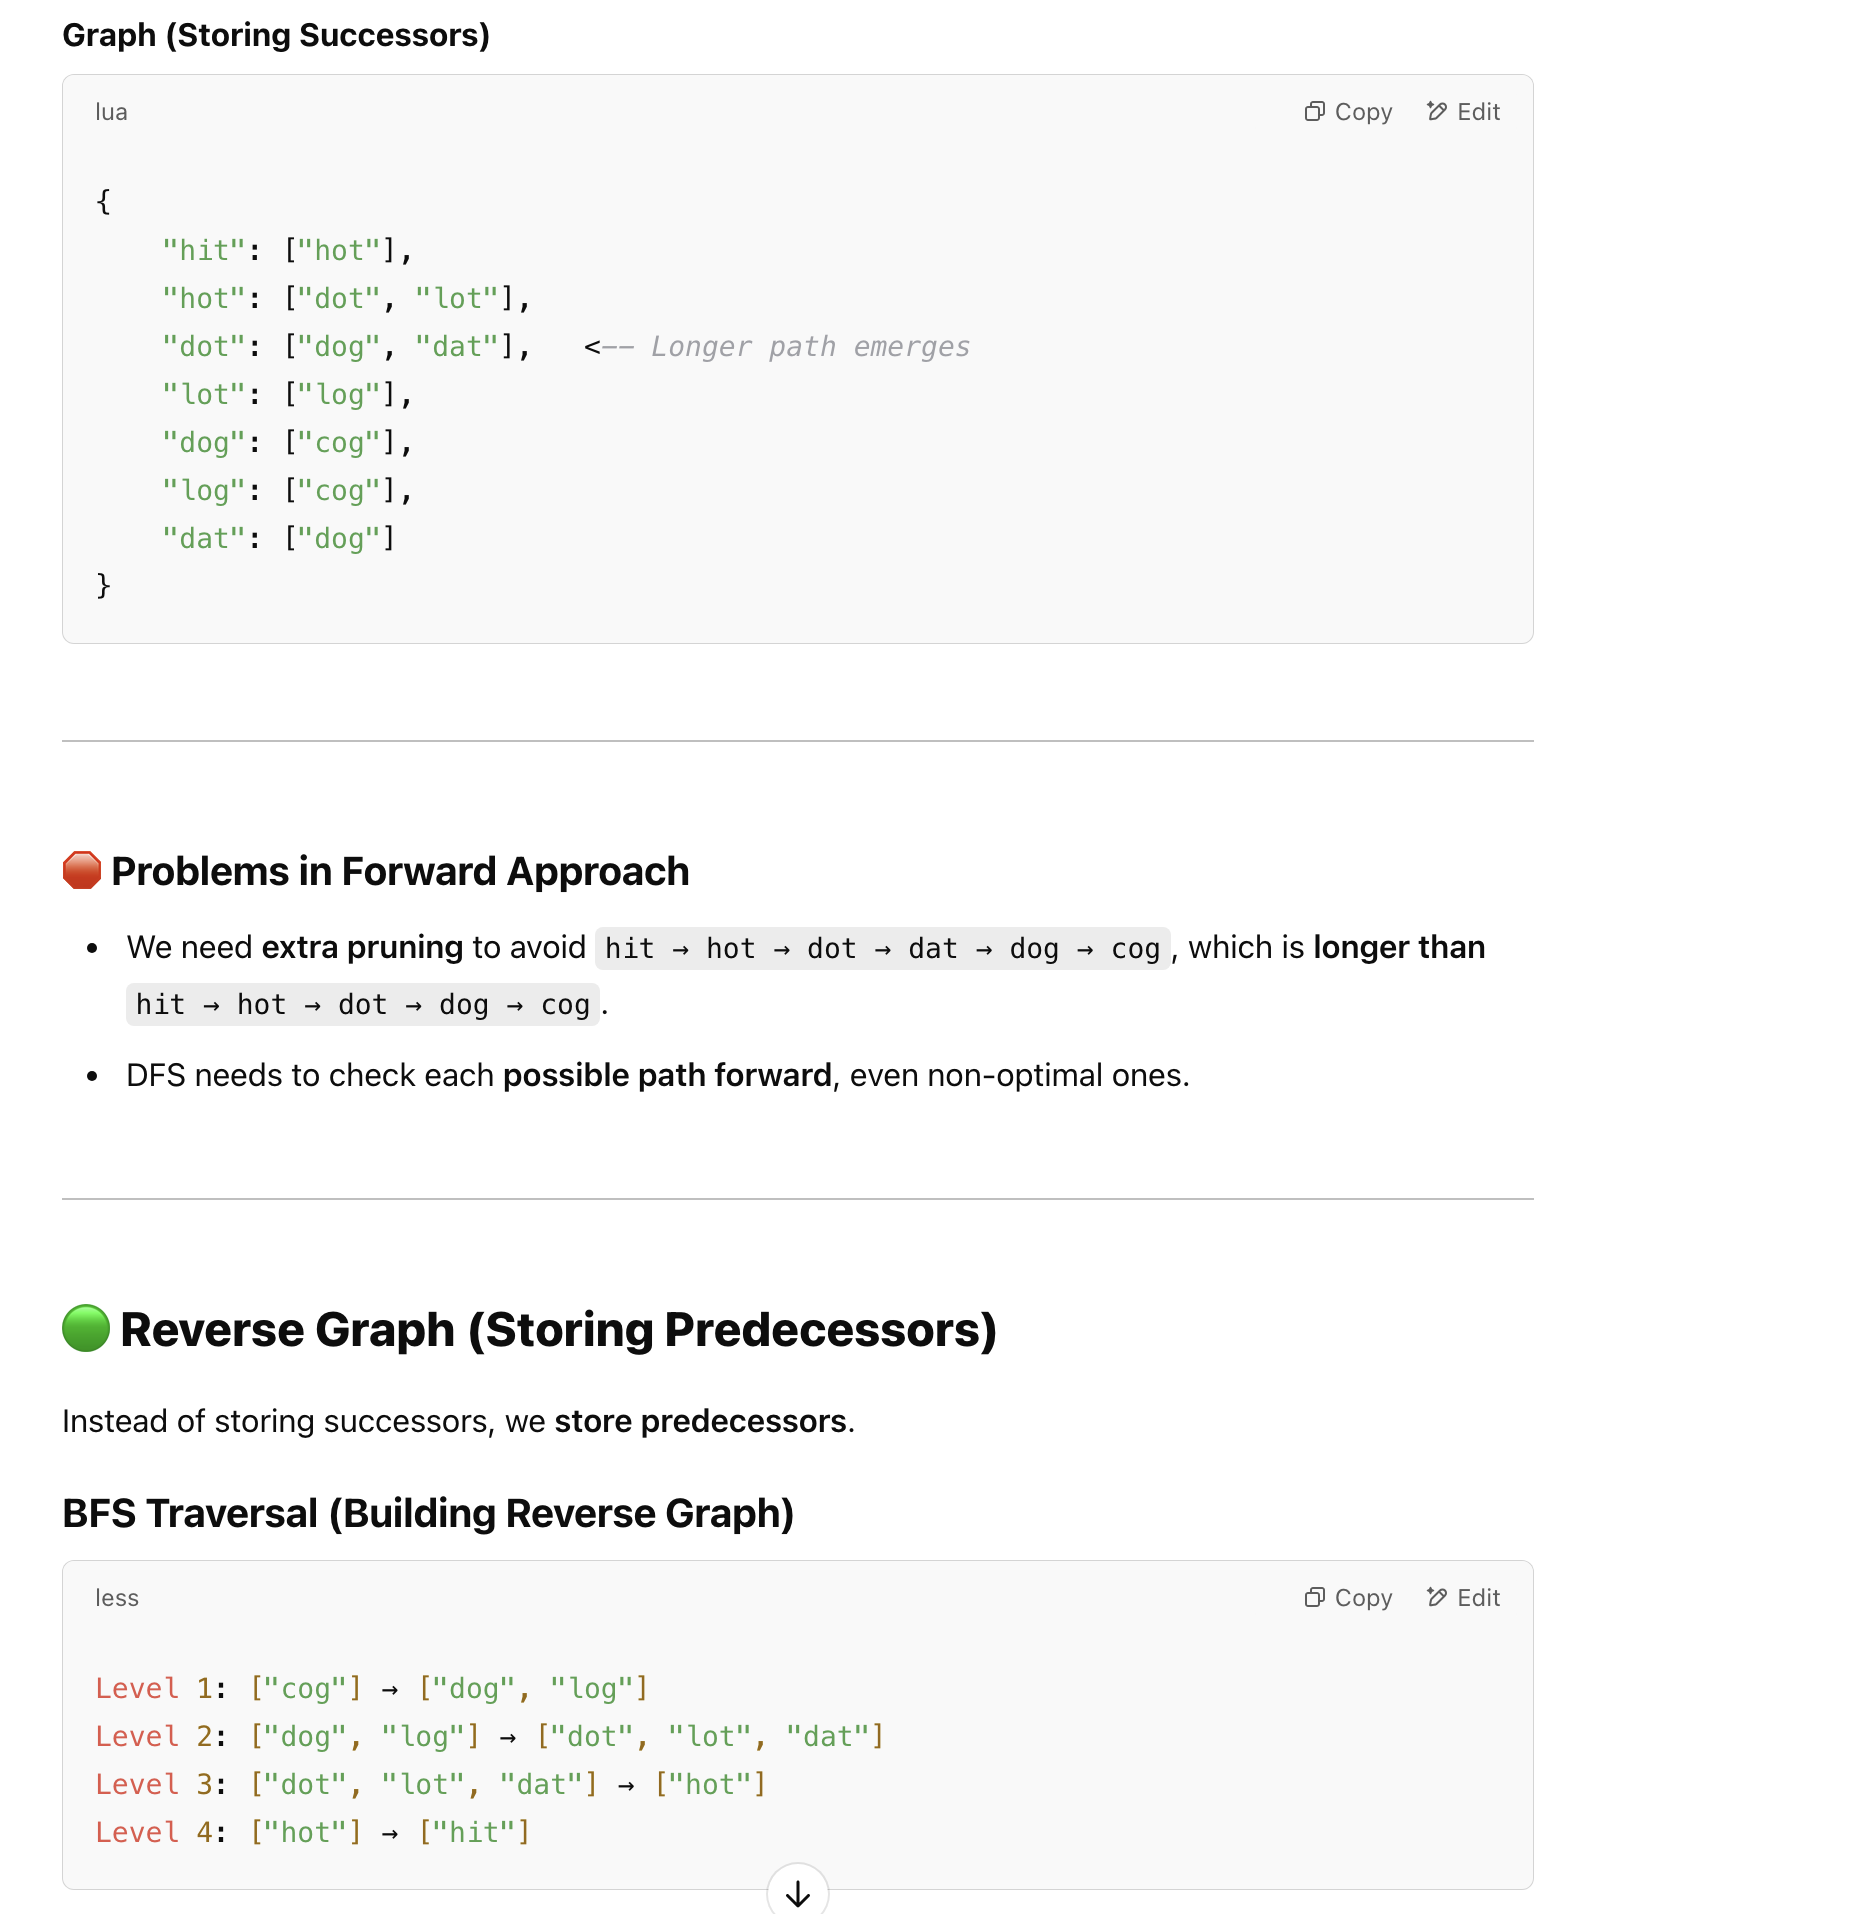 Graph (Storing Successors)
lua
Copy
Edit
{
    "hit": ["hot"],
    "hot": ["dot", "lot"],
    "dot": ["dog", "dat"],   <-- Longer path emerges
    "lot": ["log"],
    "dog": ["cog"],
    "log": ["cog"],
    "dat": ["dog"]
}
Problems in Forward Approach
• We need extra pruning to avoid hit → hot → dot → dat → dog → cog, which is longer than
hit → hot → dot → dog → cog.
• DFS needs to check each possible path forward, even non-optimal ones.
Reverse Graph (Storing Predecessors)
Instead of storing successors, we store predecessors.
BFS Traversal (Building Reverse Graph)
less
Copy
Edit
Level 1: ["cog"] → ["dog", "log"]
Level 2: ["dog", "log"] → ["dot", "lot", "dat"]
Level 3: ["dot", "lot", "dat"] → ["hot"]
Level 4: ["hot"] → ["hit"]